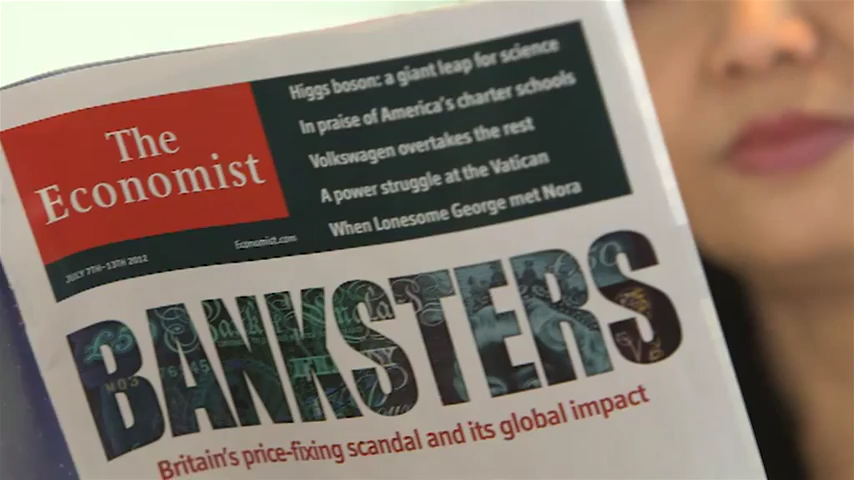 The
Economist
JULY 7TH–13TH 2012
Economist.com
Higgs boson: a giant leap for science
In praise of America's charter schools
Volkswagen overtakes the rest
A power struggle at the Vatican
When Lonesome George met Nora
BANKSTERS
Britain's price-fixing scandal and its global impact